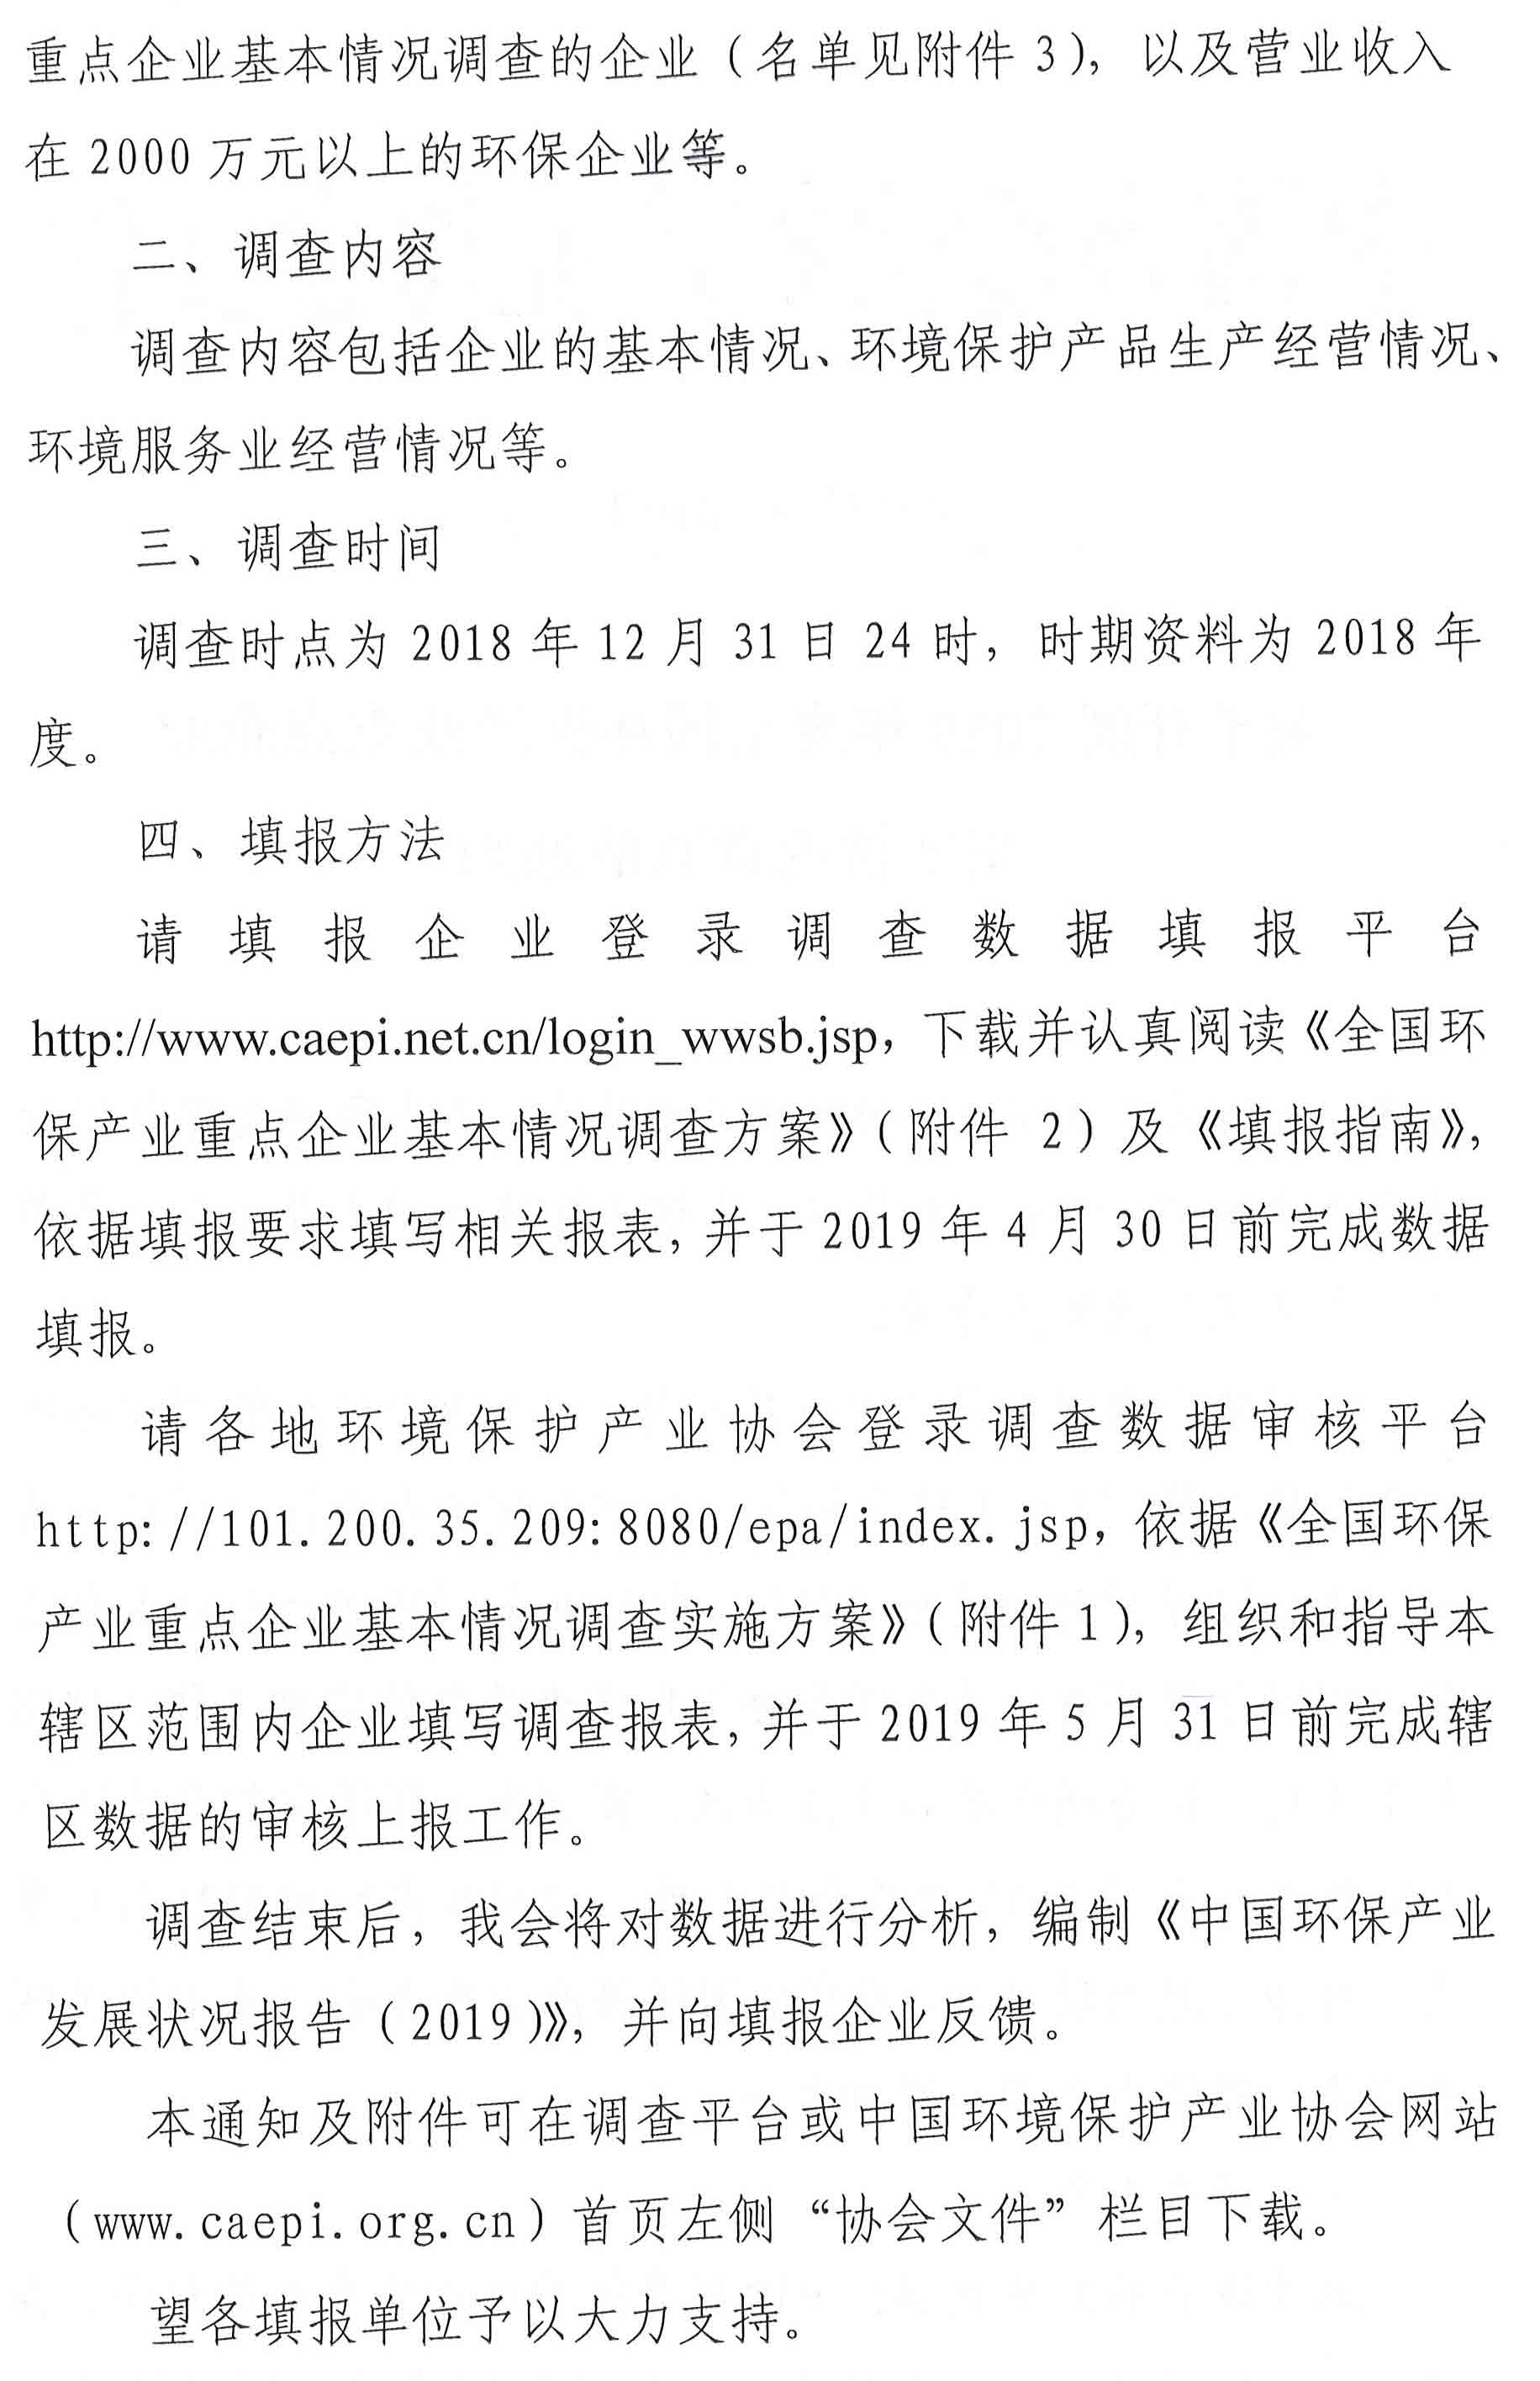 重点企业基本情况调查的企业（名单见附件 3），以及营业收入
在 2000 万元以上的环保企业等。
二、调查内容
调查内容包括企业的基本情况、环境保护产品生产经营情况、
环境服务业经营情况等。
三、调查时间
调查时点为 2018 年 12 月 31 日 24 时，时期资料为 2018 年
度。
四、填报方法
请填报企业登录调查数据填报平台
http://www.caepi.net.cn/login_wwsb.jsp，下载并认真阅读《全国环
保产业重点企业基本情况调查方案》（附件 2）及《填报指南》，
依据填报要求填写相关报表，并于 2019 年 4 月 30 日前完成数据
填报。
请各地环境保护产业协会登录调查数据审核平台
http://101.200.35.209:8080/epa/index.jsp，依据《全国环保
产业重点企业基本情况调查实施方案》（附件 1），组织和指导本
辖区范围内企业填写调查报表，并于 2019 年 5 月 31 日前完成辖
区数据的审核上报工作。
调查结束后，我会将对数据进行分析，编制《中国环保产业
发展状况报告（2019）》，并向填报企业反馈。
本通知及附件可在调查平台或中国环境保护产业协会网站
（www.caepi.org.cn）首页左侧“协会文件”栏目下载。
望各填报单位予以大力支持。